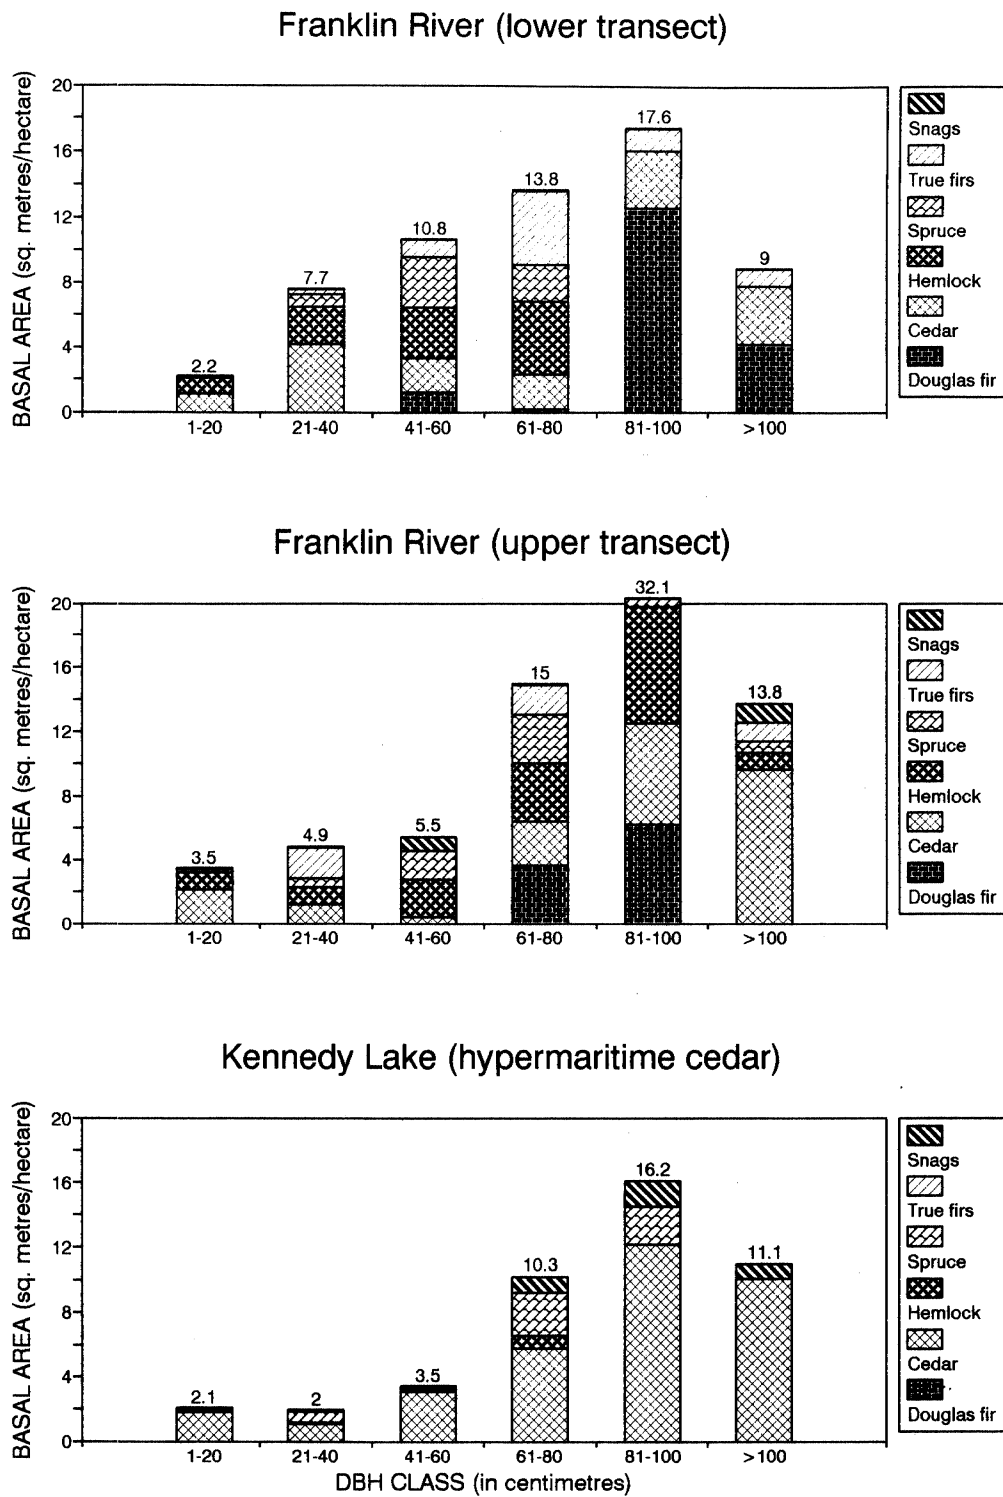 Franklin River (lower transect)
BASAL AREA (sq. metres/hectare)
20
16
12
8
4
0
2.2
7.7
10.8
13.8
17.6
9
1-20
21-40
41-60
61-80
81-100
>100
Snags
True firs
Spruce
Hemlock
Cedar
Douglas fir
Franklin River (upper transect)
BASAL AREA (sq. metres/hectare)
20
16
12
8
4
0
3.5
4.9
5.5
15
32.1
13.8
1-20
21-40
41-60
61-80
81-100
>100
Snags
True firs
Spruce
Hemlock
Cedar
Douglas fir
Kennedy Lake (hypermaritime cedar)
BASAL AREA (sq. metres/hectare)
20
16
12
8
4
0
2.1
2
3.5
10.3
16.2
11.1
1-20
21-40
41-60
61-80
81-100
>100
DBH CLASS (in centimetres)
Snags
True firs
Spruce
Hemlock
Cedar
Douglas fir